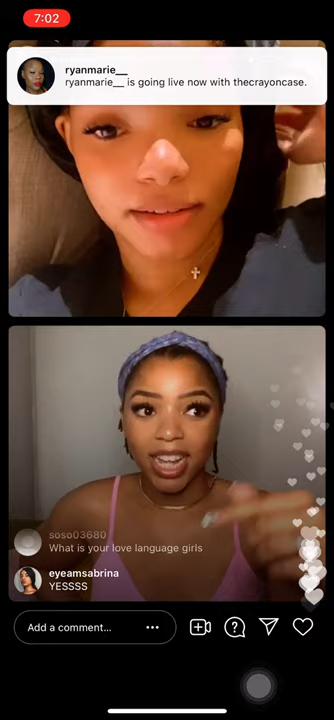 7:02
ryanmarie__
ryanmarie__ is going live now with thecrayoncase.
soso03680
What is your love language girls
eyeamsabrina
YESSSS
Add a comment...